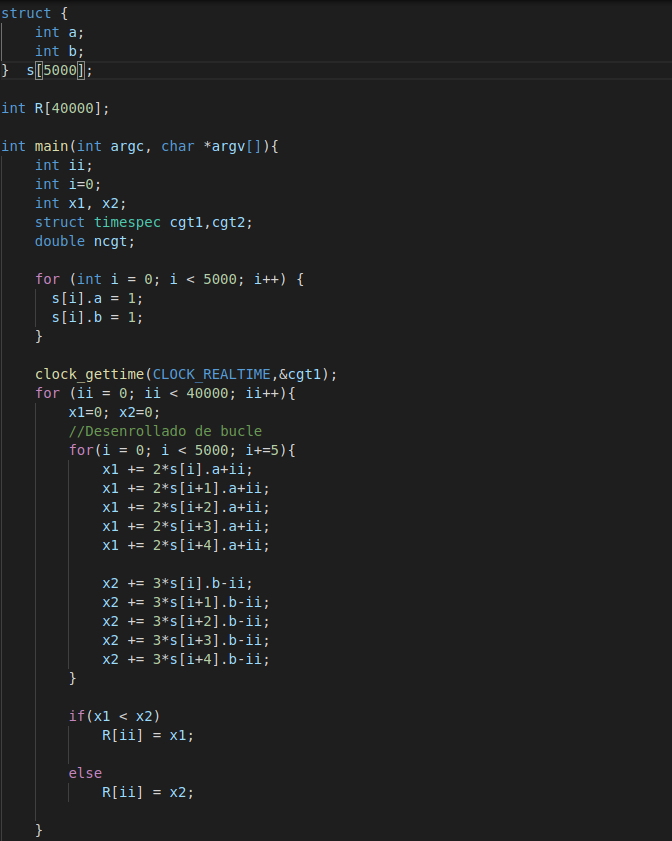 struct {
    int a;
    int b;
}  s[5000];
int R[40000];
int main(int argc, char *argv[]){
    int ii;
    int i=0;
    int x1, x2;
    struct timespec cgt1,cgt2;
    double ncgt;
    for (int i = 0; i < 5000; i++) {
      s[i].a = 1;
      s[i].b = 1;
    }
    clock_gettime(CLOCK_REALTIME,&cgt1);
    for (ii = 0; ii < 40000; ii++){
        x1=0; x2=0;
        //Desenrollado de bucle
        for(i = 0; i < 5000; i+=5){
            x1 += 2*s[i].a+ii;
            x1 += 2*s[i+1].a+ii;
            x1 += 2*s[i+2].a+ii;
            x1 += 2*s[i+3].a+ii;
            x1 += 2*s[i+4].a+ii;
            x2 += 3*s[i].b-ii;
            x2 += 3*s[i+1].b-ii;
            x2 += 3*s[i+2].b-ii;
            x2 += 3*s[i+3].b-ii;
            x2 += 3*s[i+4].b-ii;
        }
        if(x1 < x2)
            R[ii] = x1;
        else
            R[ii] = x2;
    }